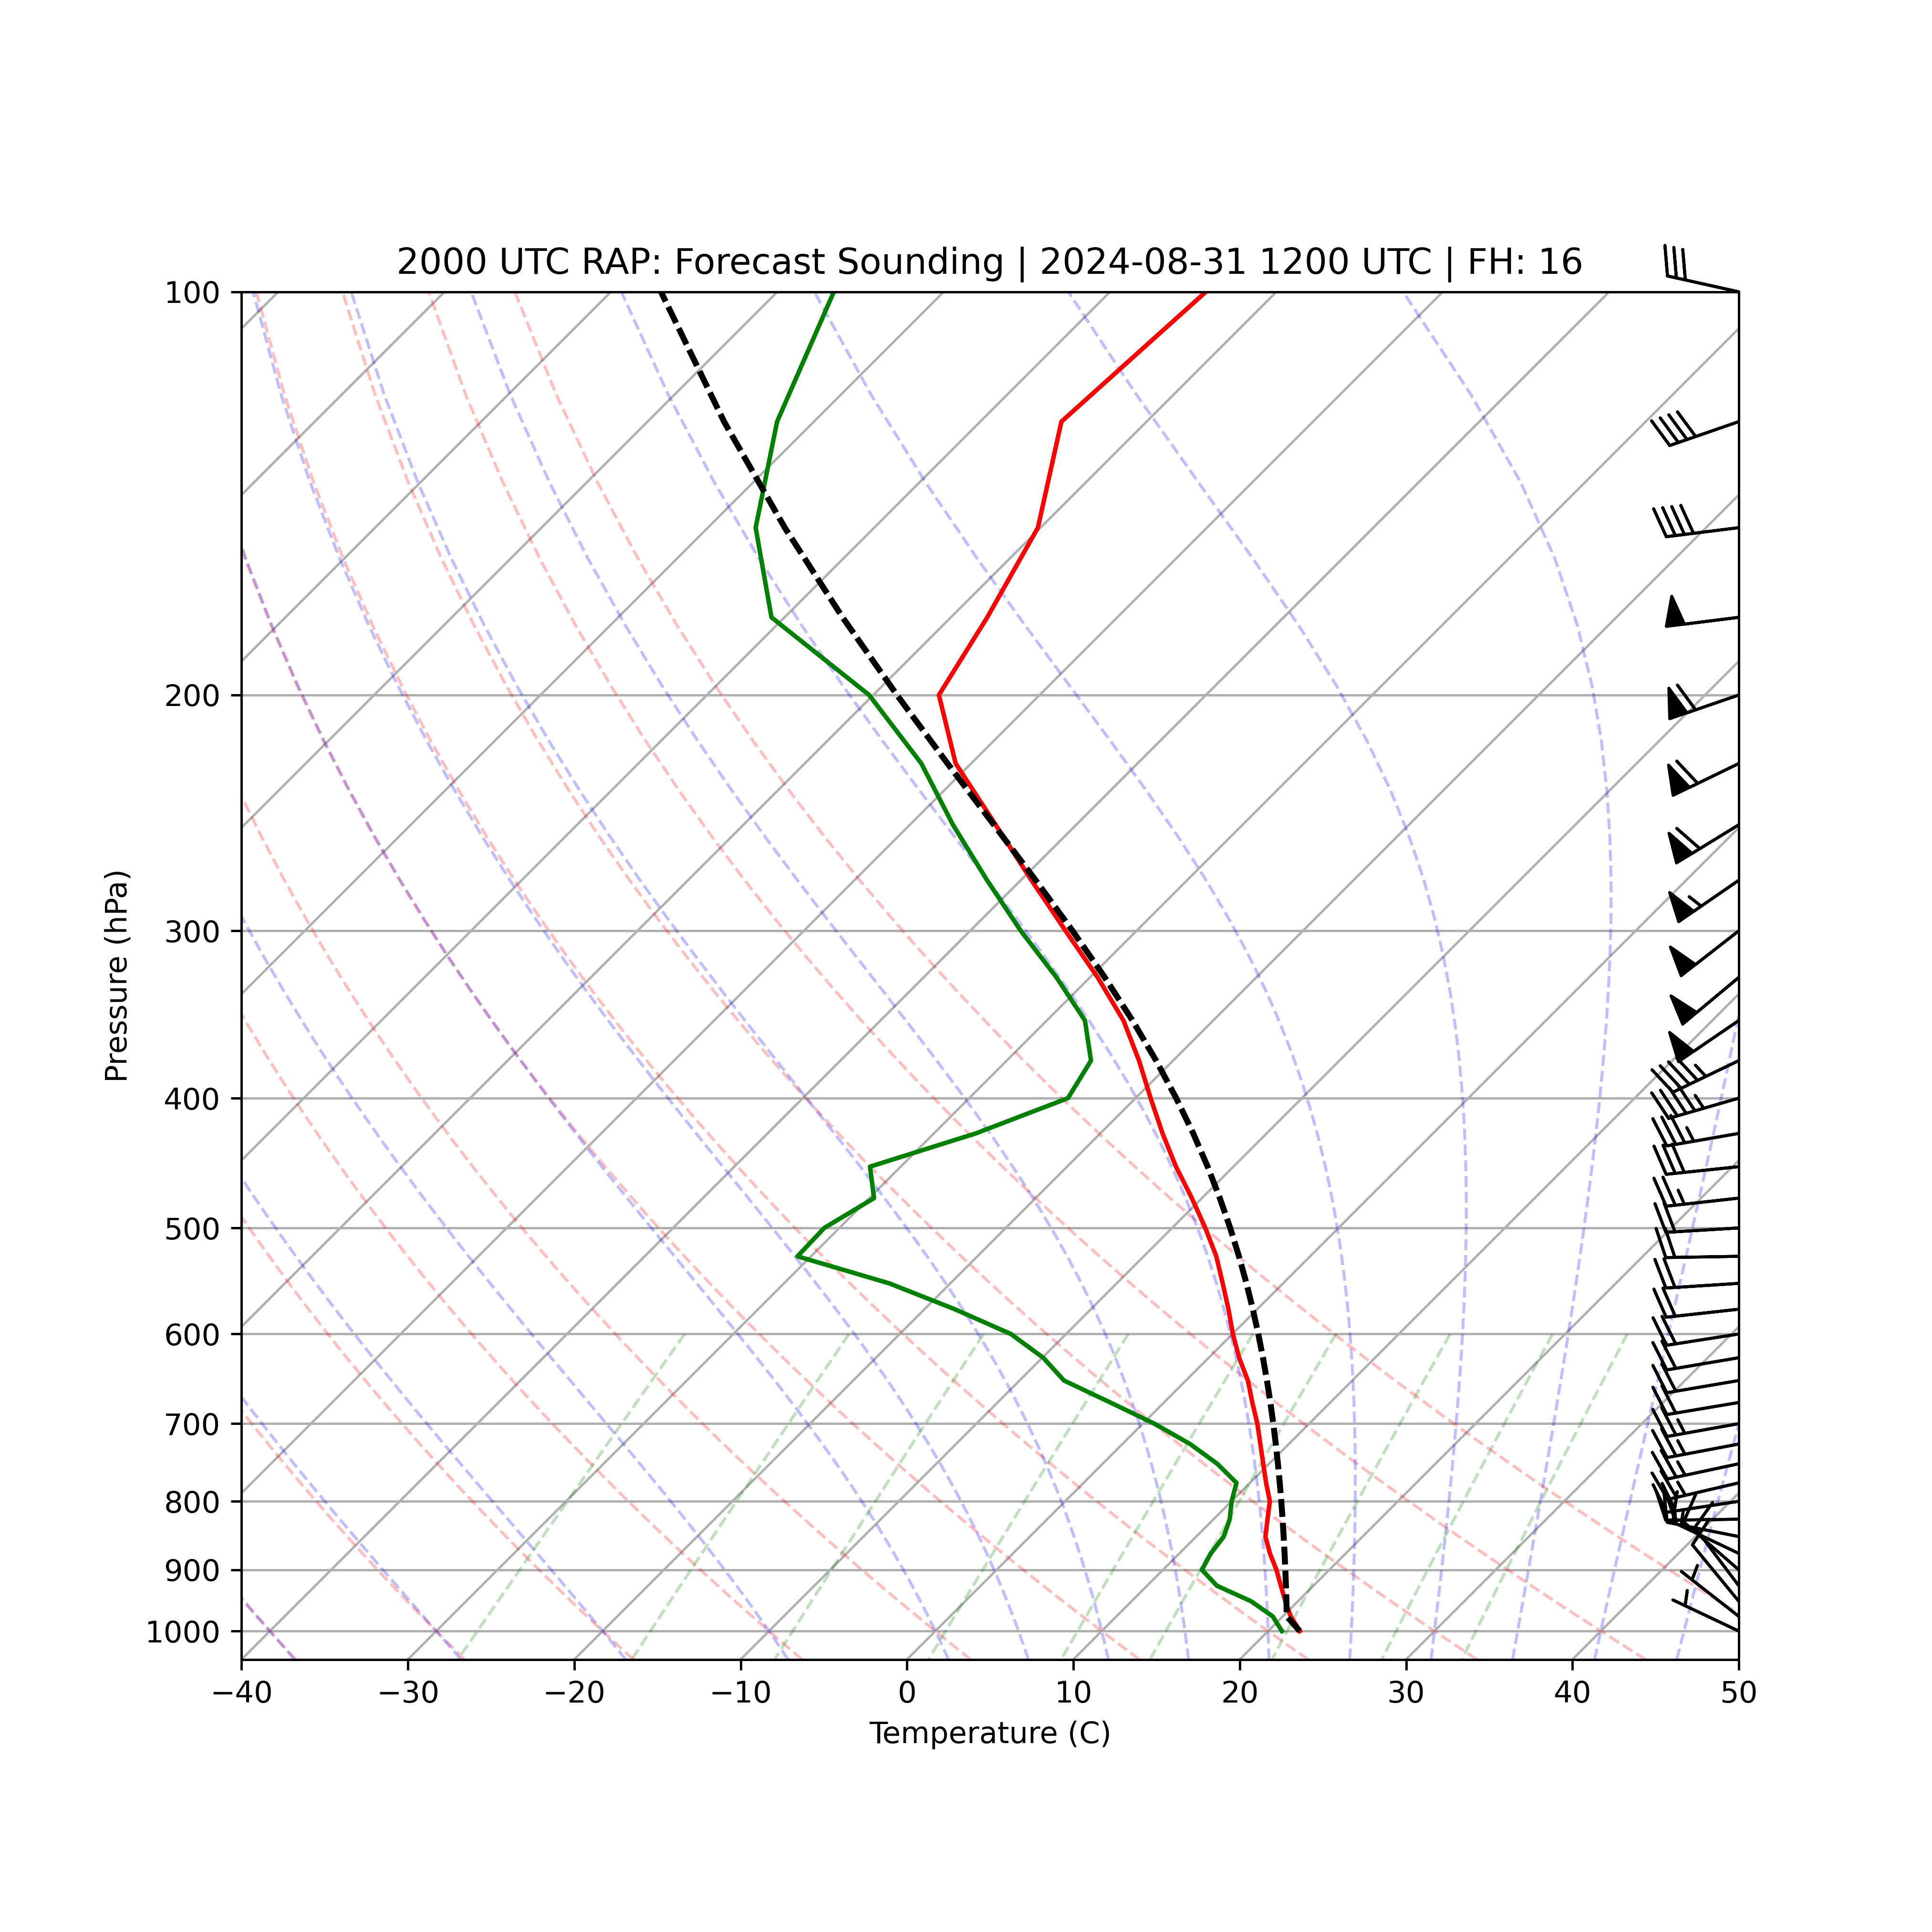 2000 UTC RAP: Forecast Sounding | 2024-08-31 1200 UTC | FH: 16
100
200
300
400
500
600
700
800
900
1000
Pressure (hPa)
−40 −30 −20 −10 0 10 20 30 40 50
Temperature (C)